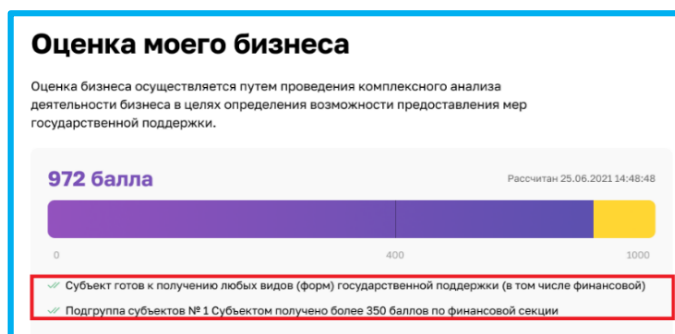 Оценка моего бизнеса
Оценка бизнеса осуществляется путем проведения комплексного анализа
деятельности бизнеса в целях определения возможности предоставления мер
государственной поддержки.
972 балла
Рассчитан 25.06.2021 14:48:48
0
400
1000
Субъект готов к получению любых видов (форм) государственной поддержки (в том числе финансовой)
Подгруппа субъектов № 1 Субъектом получено более 350 баллов по финансовой секции